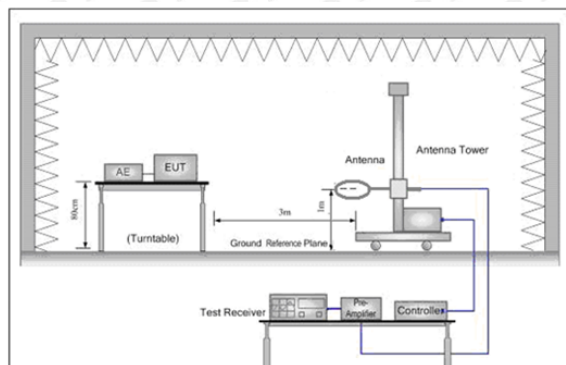 Antenna
Antenna Tower
AE
EUT
80cm
(Turntable)
3m
1m
Ground Reference Plane
Test Receiver
Pre-
Amplifier
Controller